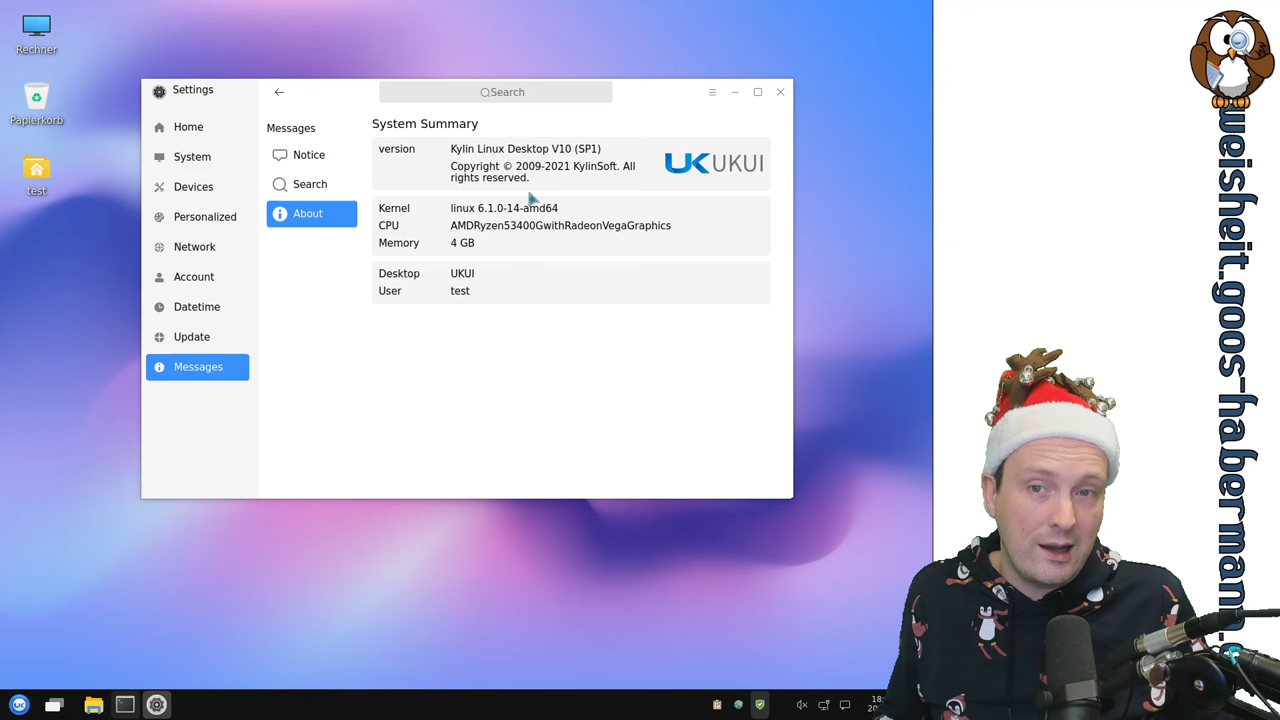 Rechner
Papierkorb
test
Settings
Home
System
Devices
Personalized
Network
Account
Datetime
Update
Messages
Search
Messages
Notice
Search
About
System Summary
version
Kylin Linux Desktop V10 (SP1)
Copyright © 2009-2021 KylinSoft. All
rights reserved.
UKUI
Kernel
linux 6.1.0-14-amd64
CPU
AMDRyzen53400GwithRadeonVegaGraphics
Memory
4 GB
Desktop
UKUI
User
test
weisheit.goos-habermann.